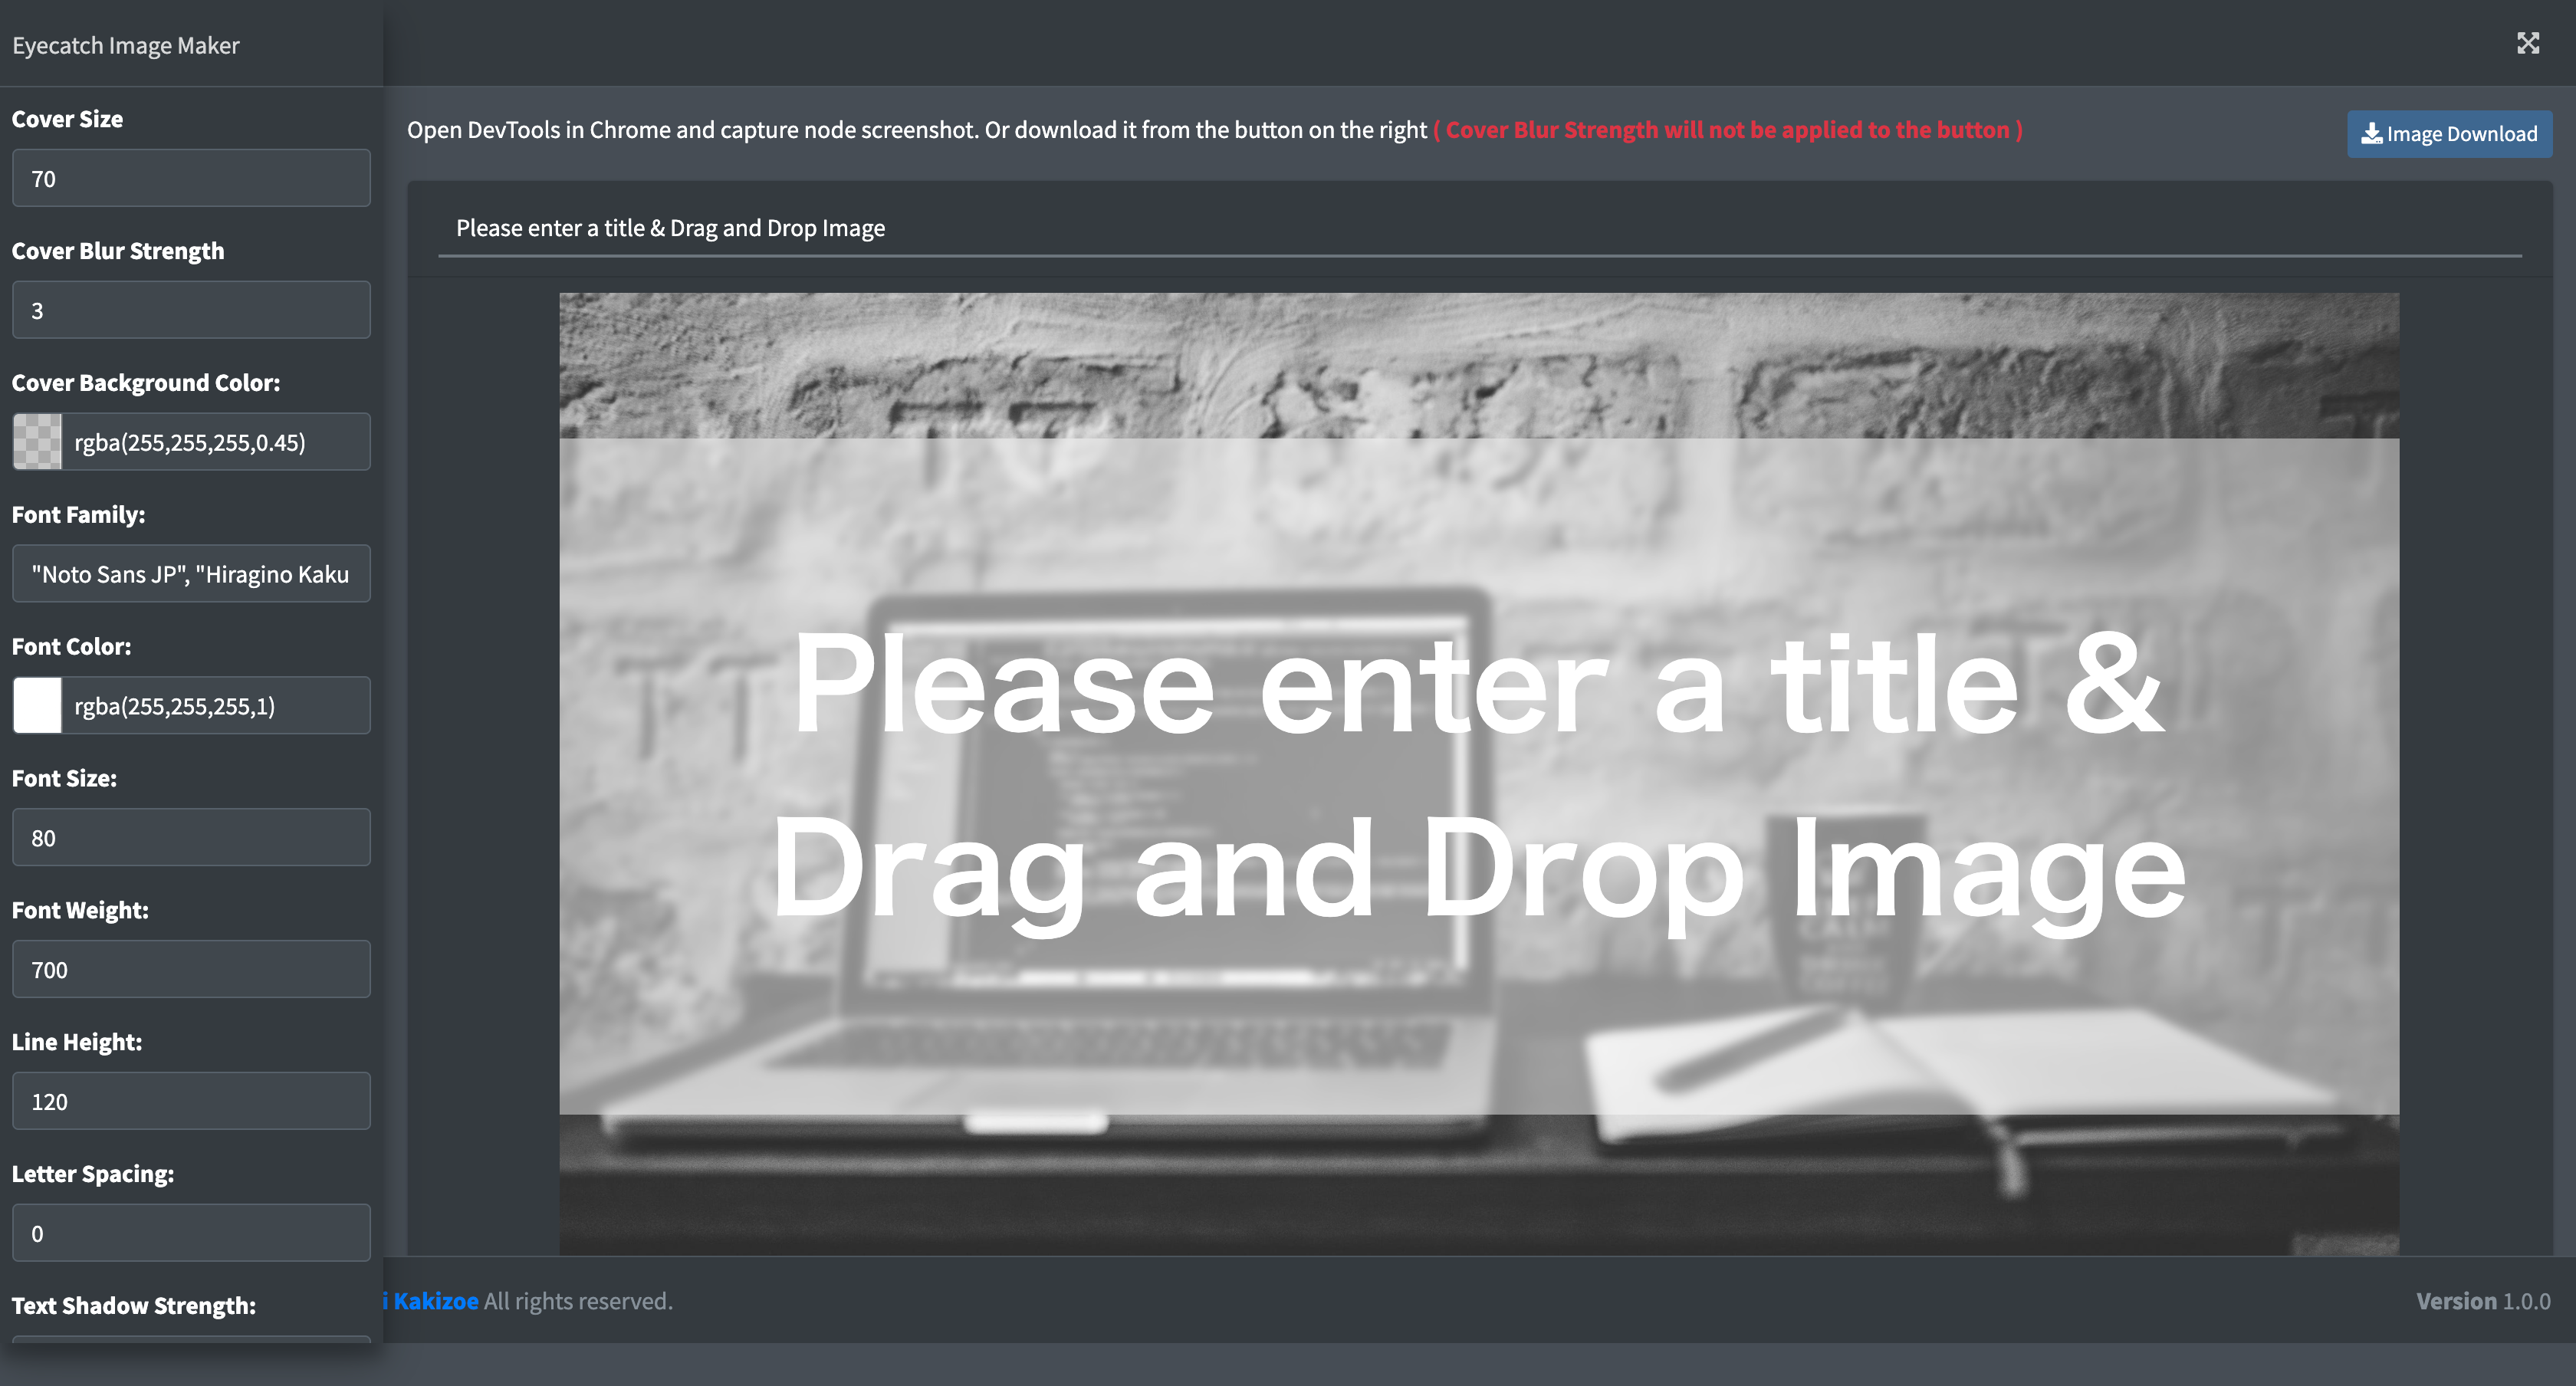 Eyecatch Image Maker
Cover Size
70
Cover Blur Strength
3
Cover Background Color:
rgba(255,255,255,0.45)
Font Family:
"Noto Sans JP", "Hiragino Kaku
Font Color:
rgba(255,255,255,1)
Font Size:
80
Font Weight:
700
Line Height:
120
Letter Spacing:
0
Text Shadow Strength:
Open DevTools in Chrome and capture node screenshot. Or download it from the button on the right ( Cover Blur Strength will not be applied to the button )
Image Download
Please enter a title & Drag and Drop Image
Please enter a title &
Drag and Drop Image
i Kakizoe All rights reserved.
Version 1.0.0